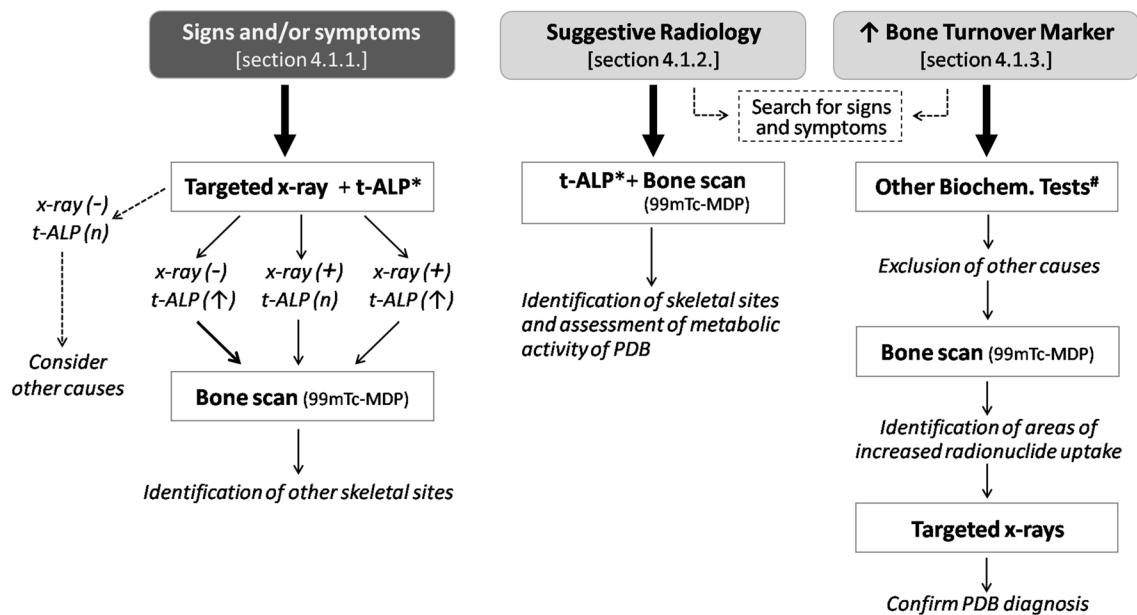 Signs and/or symptoms
[section 4.1.1.]
Suggestive Radiology
[section 4.1.2.]
↑ Bone Turnover Marker
[section 4.1.3.]
Search for signs
and symptoms
Targeted x-ray + t-ALP*
x-ray (-)
t-ALP (n)
Consider
other causes
x-ray (-)
t-ALP (↑)
x-ray (+)
t-ALP (n)
x-ray (+)
t-ALP (↑)
Bone scan (99mTc-MDP)
Identification of other skeletal sites
t-ALP* + Bone scan
(99mTc-MDP)
Identification of skeletal sites
and assessment of metabolic
activity of PDB
Other Biochem. Tests#
Exclusion of other causes
Bone scan (99mTc-MDP)
Identification of areas of
increased radionuclide uptake
Targeted x-rays
Confirm PDB diagnosis